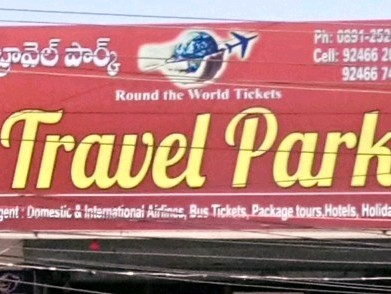 ట్రావెల్ పార్క్
Ph: 0891-252
Cell: 92466 2
92466 7
Round the World Tickets
Travel Park
gent : Domestic & International Airlines, Bus Tickets, Package tours,Hotels, Holida